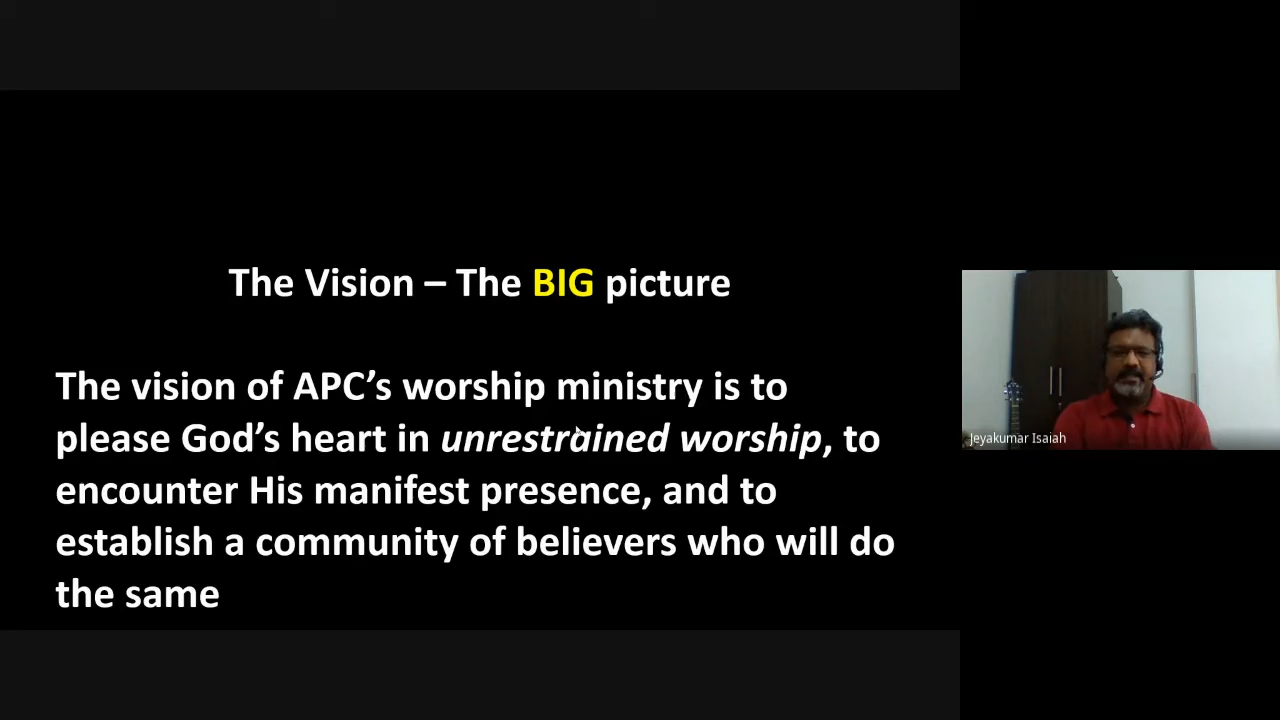 The Vision – The BIG picture
The vision of APC’s worship ministry is to
please God’s heart in unrestrained worship, to
encounter His manifest presence, and to
establish a community of believers who will do
the same
Jeyakumar Isaiah